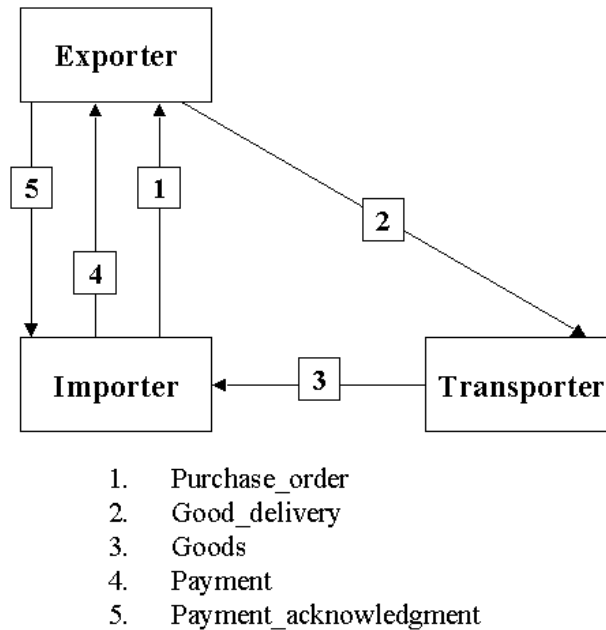 Exporter
5
1
2
4
Importer
3
Transporter
1. Purchase_order
2. Good_delivery
3. Goods
4. Payment
5. Payment_acknowledgment